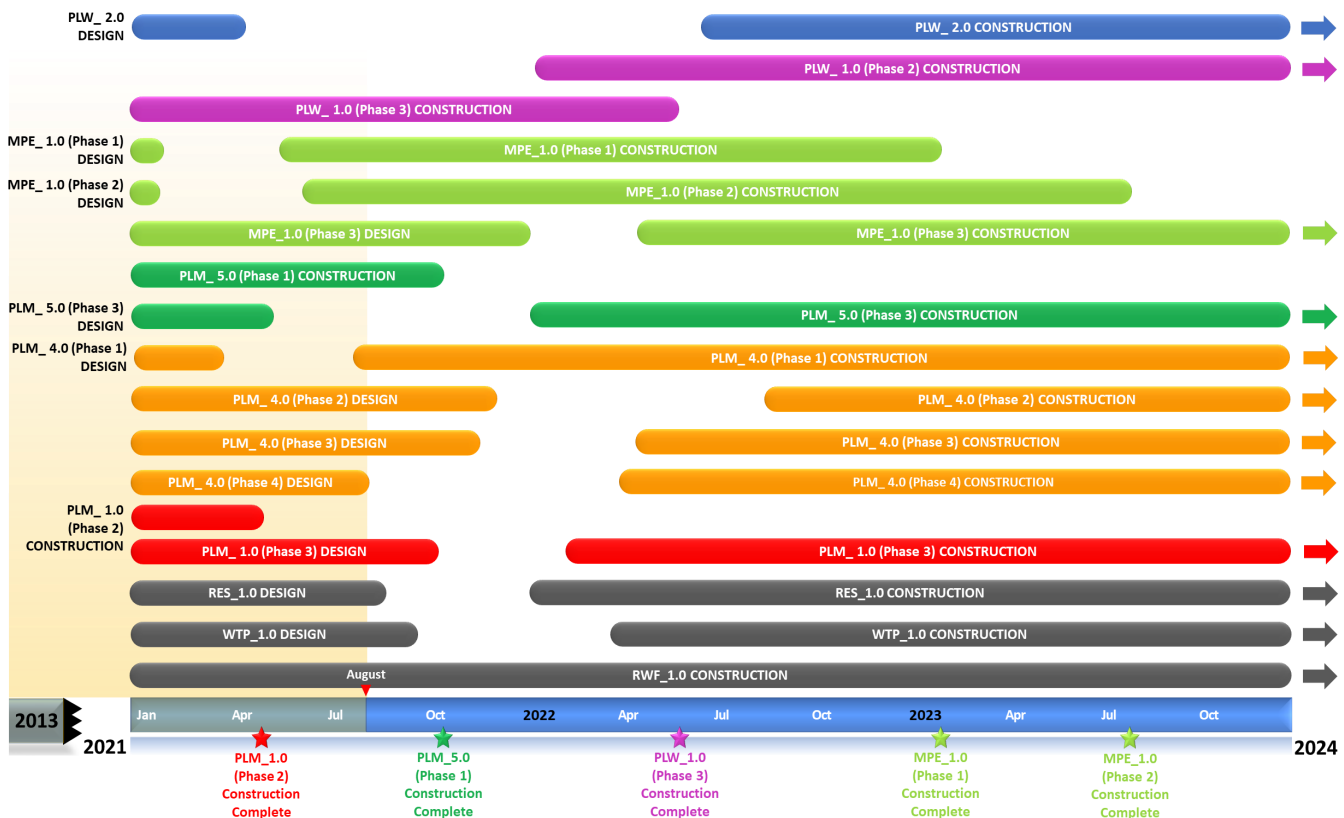 PLW_ 2.0
DESIGN
PLW_ 2.0 CONSTRUCTION
PLW_ 1.0 (Phase 2) CONSTRUCTION
PLW_ 1.0 (Phase 3) CONSTRUCTION
MPE_ 1.0 (Phase 1)
DESIGN
MPE_1.0 (Phase 1) CONSTRUCTION
MPE_ 1.0 (Phase 2)
DESIGN
MPE_1.0 (Phase 2) CONSTRUCTION
MPE_1.0 (Phase 3) DESIGN
MPE_1.0 (Phase 3) CONSTRUCTION
PLM_ 5.0 (Phase 1) CONSTRUCTION
PLM_ 5.0 (Phase 3)
DESIGN
PLM_ 5.0 (Phase 3) CONSTRUCTION
PLM_ 4.0 (Phase 1)
DESIGN
PLM_ 4.0 (Phase 1) CONSTRUCTION
PLM_ 4.0 (Phase 2) DESIGN
PLM_ 4.0 (Phase 2) CONSTRUCTION
PLM_ 4.0 (Phase 3) DESIGN
PLM_ 4.0 (Phase 3) CONSTRUCTION
PLM_ 4.0 (Phase 4) DESIGN
PLM_ 4.0 (Phase 4) CONSTRUCTION
PLM_ 1.0
(Phase 2)
CONSTRUCTION
PLM_ 1.0 (Phase 3) DESIGN
PLM_ 1.0 (Phase 3) CONSTRUCTION
RES_1.0 DESIGN
RES_1.0 CONSTRUCTION
WTP_1.0 DESIGN
WTP_1.0 CONSTRUCTION
August
RWF_1.0 CONSTRUCTION
2013
Jan
Apr
Jul
Oct
2022
Apr
Jul
Oct
2023
Apr
Jul
Oct
2021
2024
PLM_1.0
(Phase 2)
Construction
Complete
PLM_5.0
(Phase 1)
Construction
Complete
PLW_1.0
(Phase 3)
Construction
Complete
MPE_1.0
(Phase 1)
Construction
Complete
MPE_1.0
(Phase 2)
Construction
Complete